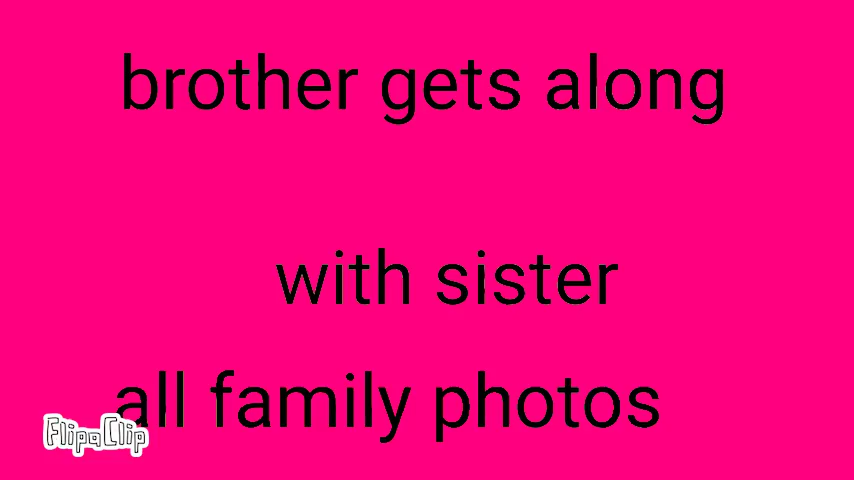 brother gets along
with sister
all family photos
FlipaClip